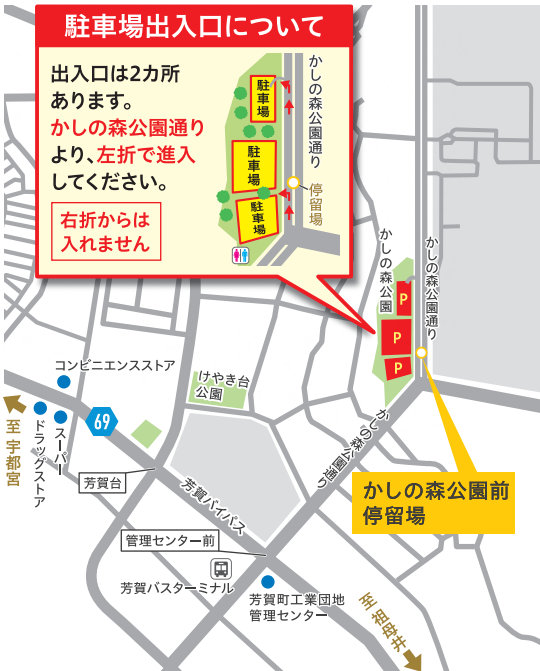 駐車場出入口について
出入口は2カ所
あります。
かしの森公園通り
より、左折で進入
してください。
右折からは
入れません
駐車場
駐車場
駐車場
かしの森公園通り
停留場
かしの森公園
かしの森公園通り
P
P
P
かしの森公園通り
かしの森公園前
停留場
コンビニエンスストア
けやき台
公園
69
至 宇都宮
ドラッグストア
スーパー
芳賀台
芳賀バイパス
管理センター前
芳賀バスターミナル
芳賀町工業団地
管理センター
至 祖母井